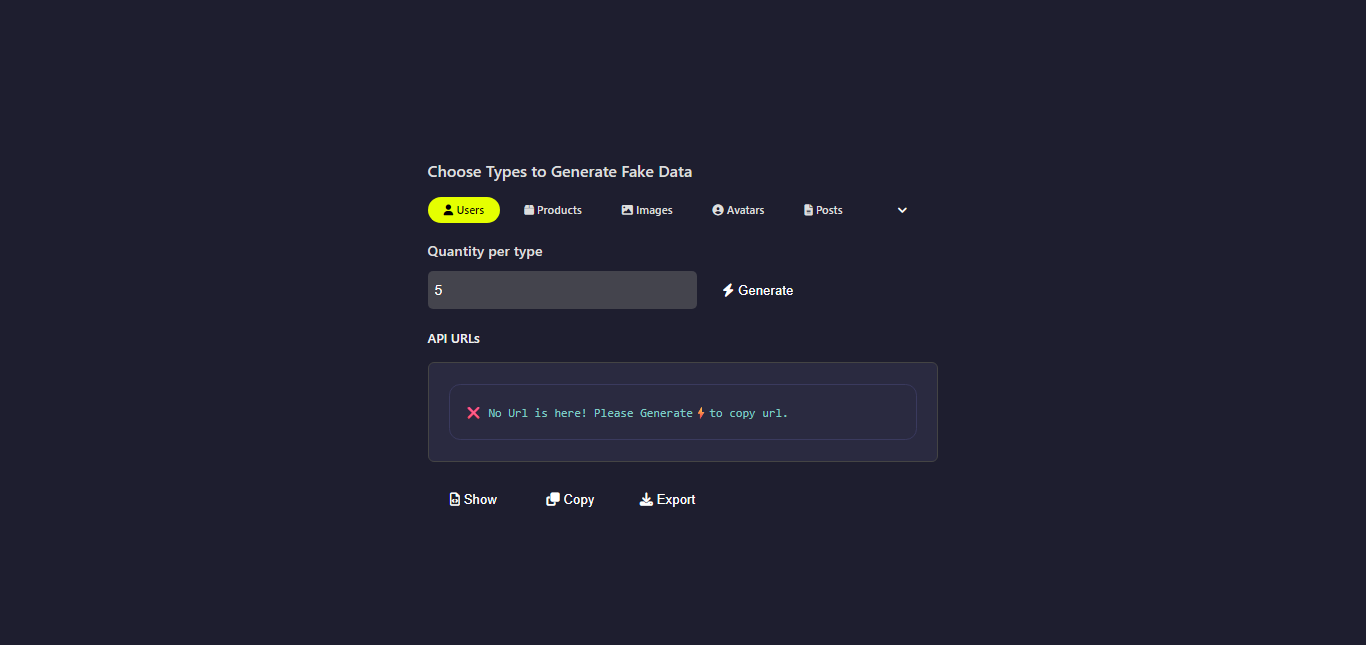 Choose Types to Generate Fake Data
Users Products Images Avatars Posts
Quantity per type
5 Generate
API URLs
❌ No Url is here! Please Generate⚡to copy url.
Show Copy Export